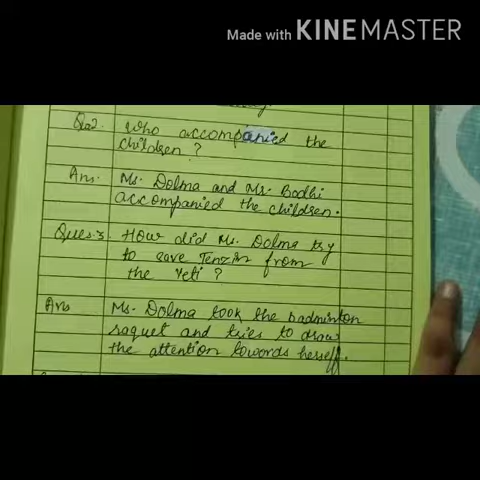 Made with KINEMASTER
Qo2. Who accompanied the
children ?
Ans. Ms. Dolma and Ms. Bodhi
accompanied the children.
Ques.3. How did Ms. Dolma try
to save Tenzin from
the Yeti ?
Ans Ms. Dolma took the badminton
raquet and tries to draw
the attention towards herself.